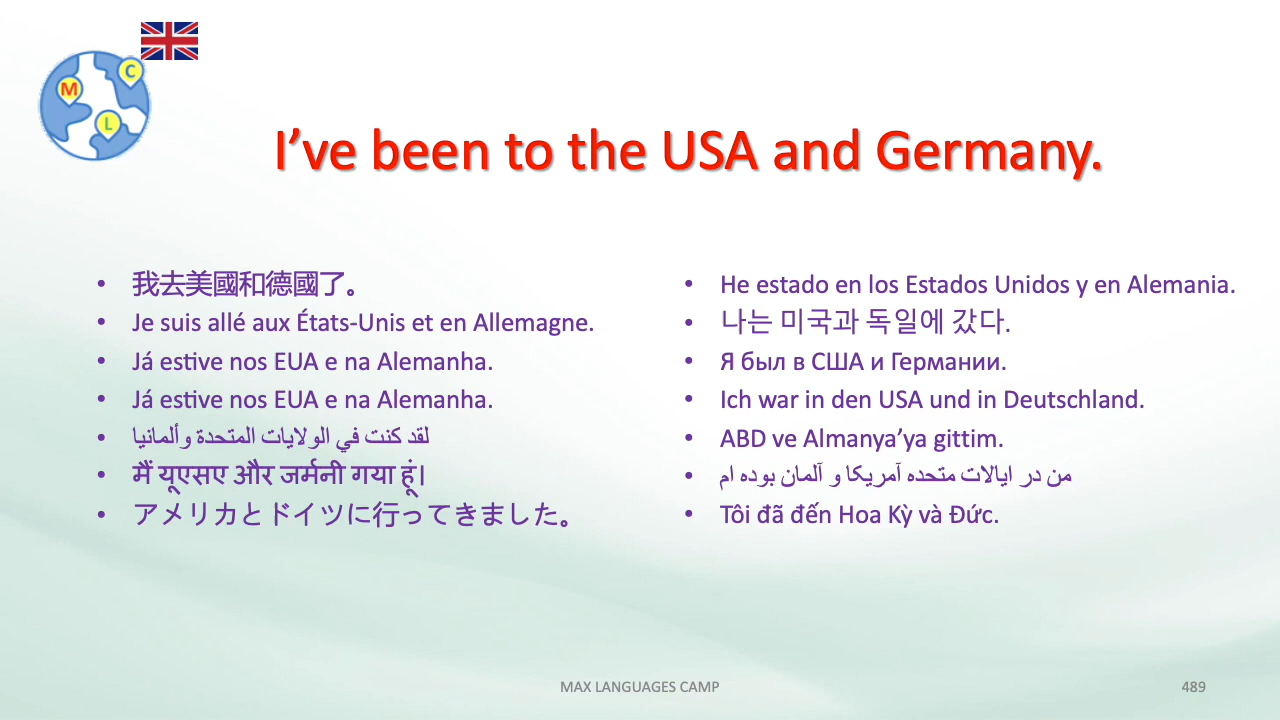 M
C
L
I’ve been to the USA and Germany.
• 我去美國和德國了。
• Je suis allé aux États-Unis et en Allemagne.
• Já estive nos EUA e na Alemanha.
• Já estive nos EUA e na Alemanha.
• لقد كنت في الولايات المتحدة وألمانيا
• मैं यूएसए और जर्मनी गया हूं।
• アメリカとドイツに行ってきました。
• He estado en los Estados Unidos y en Alemania.
• 나는 미국과 독일에 갔다.
• Я был в США и Германии.
• Ich war in den USA und in Deutschland.
• ABD ve Almanya’ya gittim.
• من در ایالات متحده آمریکا و آلمان بوده ام
• Tôi đã đến Hoa Kỳ và Đức.
MAX LANGUAGES CAMP
489